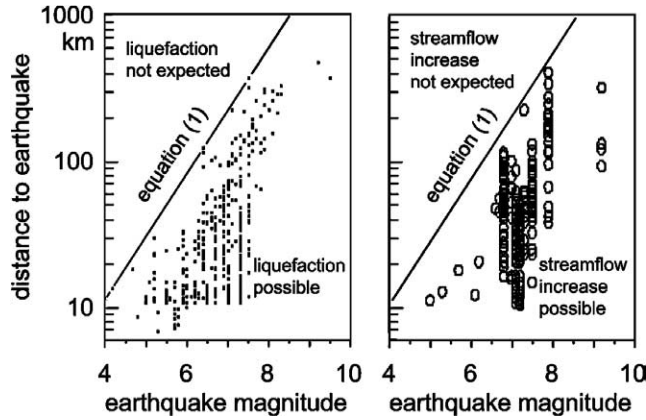 1000
km
100
10
distance to earthquake
liquefaction
not expected
equation (1)
liquefaction
possible
4
6
8
10
earthquake magnitude
streamflow
increase
not expected
equation (1)
streamflow
increase
possible
4
6
8
10
earthquake magnitude